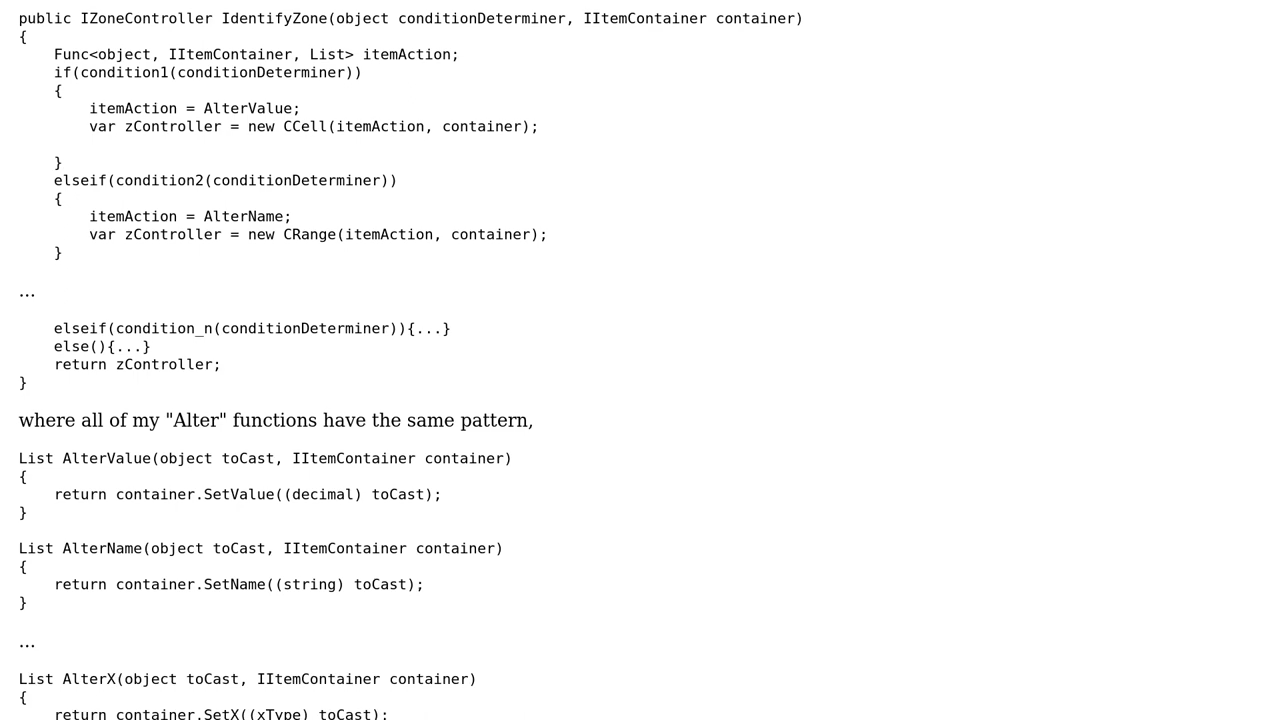 public IZoneController IdentifyZone(object conditionDeterminer, IItemContainer container)
{
    Func<object, IItemContainer, List> itemAction;
    if(condition1(conditionDeterminer))
    {
        itemAction = AlterValue;
        var zController = new CCell(itemAction, container);

    }
    elseif(condition2(conditionDeterminer))
    {
        itemAction = AlterName;
        var zController = new CRange(itemAction, container);
    }

...

    elseif(condition_n(conditionDeterminer)){...}
    else(){...}
    return zController;
}

where all of my "Alter" functions have the same pattern,

List AlterValue(object toCast, IItemContainer container)
{
    return container.SetValue((decimal) toCast);
}

List AlterName(object toCast, IItemContainer container)
{
    return container.SetName((string) toCast);
}

...

List AlterX(object toCast, IItemContainer container)
{
    return container.SetX((xType) toCast);